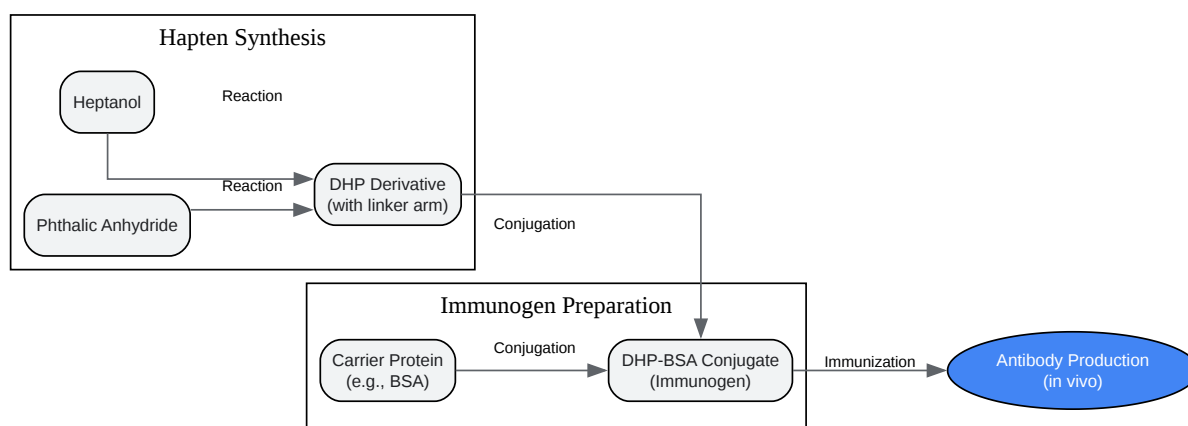 Hapten Synthesis
Heptanol
Reaction
Reaction
Phthalic Anhydride
DHP Derivative
(with linker arm)
Conjugation
Immunogen Preparation
Carrier Protein
(e.g., BSA)
Conjugation
DHP-BSA Conjugate
(Immunogen)
Immunization
Antibody Production
(in vivo)